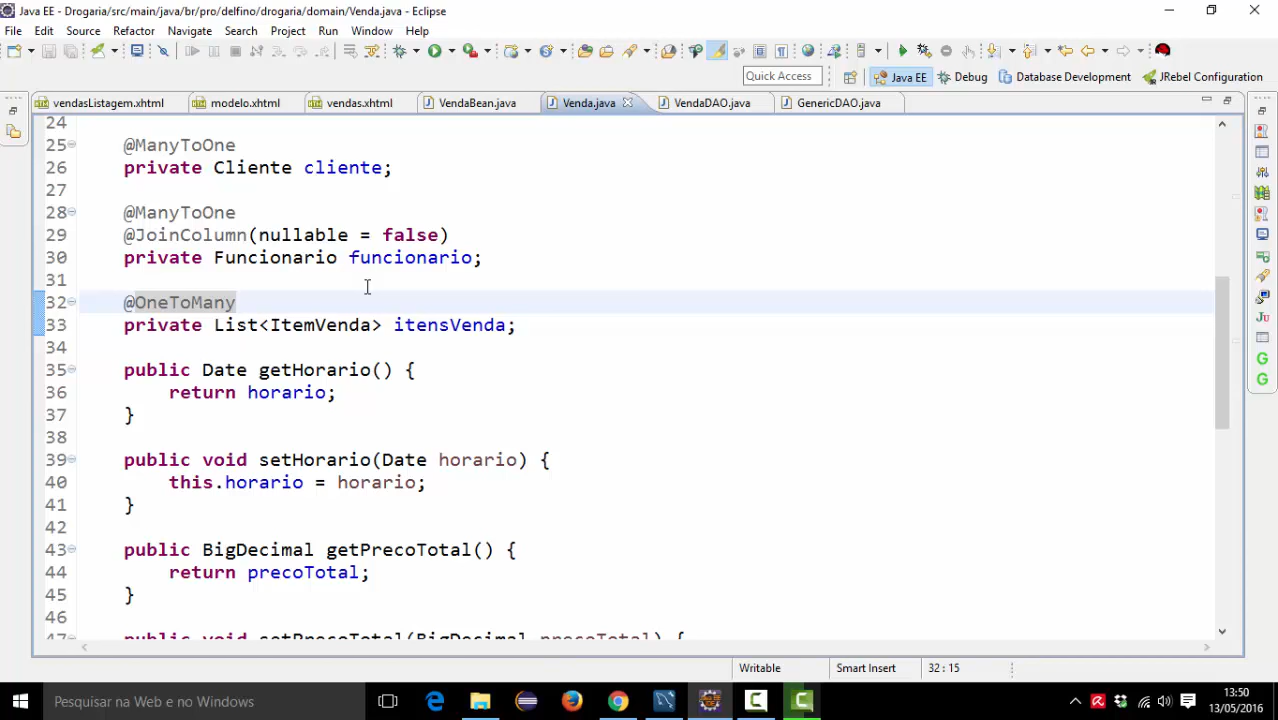 Java EE - Drogaria/src/main/java/br/pro/delfino/drogaria/domain/Venda.java - Eclipse
File Edit Source Refactor Navigate Search Project Run Window Help
Quick Access Java EE Debug Database Development JRebel Configuration
vendasListagem.xhtml modelo.xhtml vendas.xhtml VendaBean.java Venda.java VendaDAO.java GenericDAO.java
24
25 @ManyToOne
26 private Cliente cliente;
27
28 @ManyToOne
29 @JoinColumn(nullable = false)
30 private Funcionario funcionario;
31
32 @OneToMany
33 private List<ItemVenda> itensVenda;
34
35 public Date getHorario() {
36 return horario;
37 }
38
39 public void setHorario(Date horario) {
40 this.horario = horario;
41 }
42
43 public BigDecimal getPrecoTotal() {
44 return precoTotal;
45 }
46
47 public void setPrecoTotal(BigDecimal precoTotal) {
Writable Smart Insert 32 : 15
Pesquisar na Web e no Windows
13:50
13/05/2016